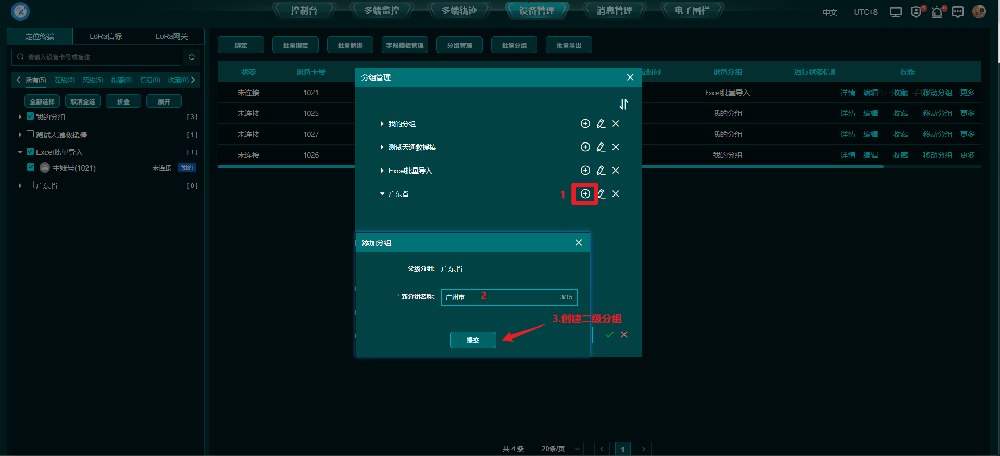 控制台
多端监控
多端轨迹
设备管理
消息管理
电子围栏
中文
UTC+8
4
5
定位终端
LoRa信标
LoRa网关
请输入设备卡号或备注
所有(5)
在线(0)
离线(5)
报警(0)
停港(0)
收藏(0)
全部选择
取消全选
折叠
展开
我的分组
[ 3 ]
测试天通救援棒
[ 1 ]
Excel批量导入
[ 1 ]
主账号(1021)
未连接
我的
广东省
[ 0 ]
绑定
批量绑定
批量解绑
字段模板管理
分组管理
批量分组
批量导出
状态
设备卡号
位时间
设备分组
运行状态信息
操作
未连接
1021
Excel批量导入
详情
编辑
收藏
移动分组
更多
未连接
1025
我的分组
详情
编辑
收藏
移动分组
更多
未连接
1027
我的分组
详情
编辑
收藏
移动分组
更多
未连接
1026
我的分组
详情
编辑
收藏
移动分组
更多
分组管理
我的分组
测试天通救援棒
Excel批量导入
广东省
1
添加分组
父级分组:
广东省
* 新分组名称:
广州市
2
3/15
3.创建二级分组
提交
共 4 条
20条/页
1